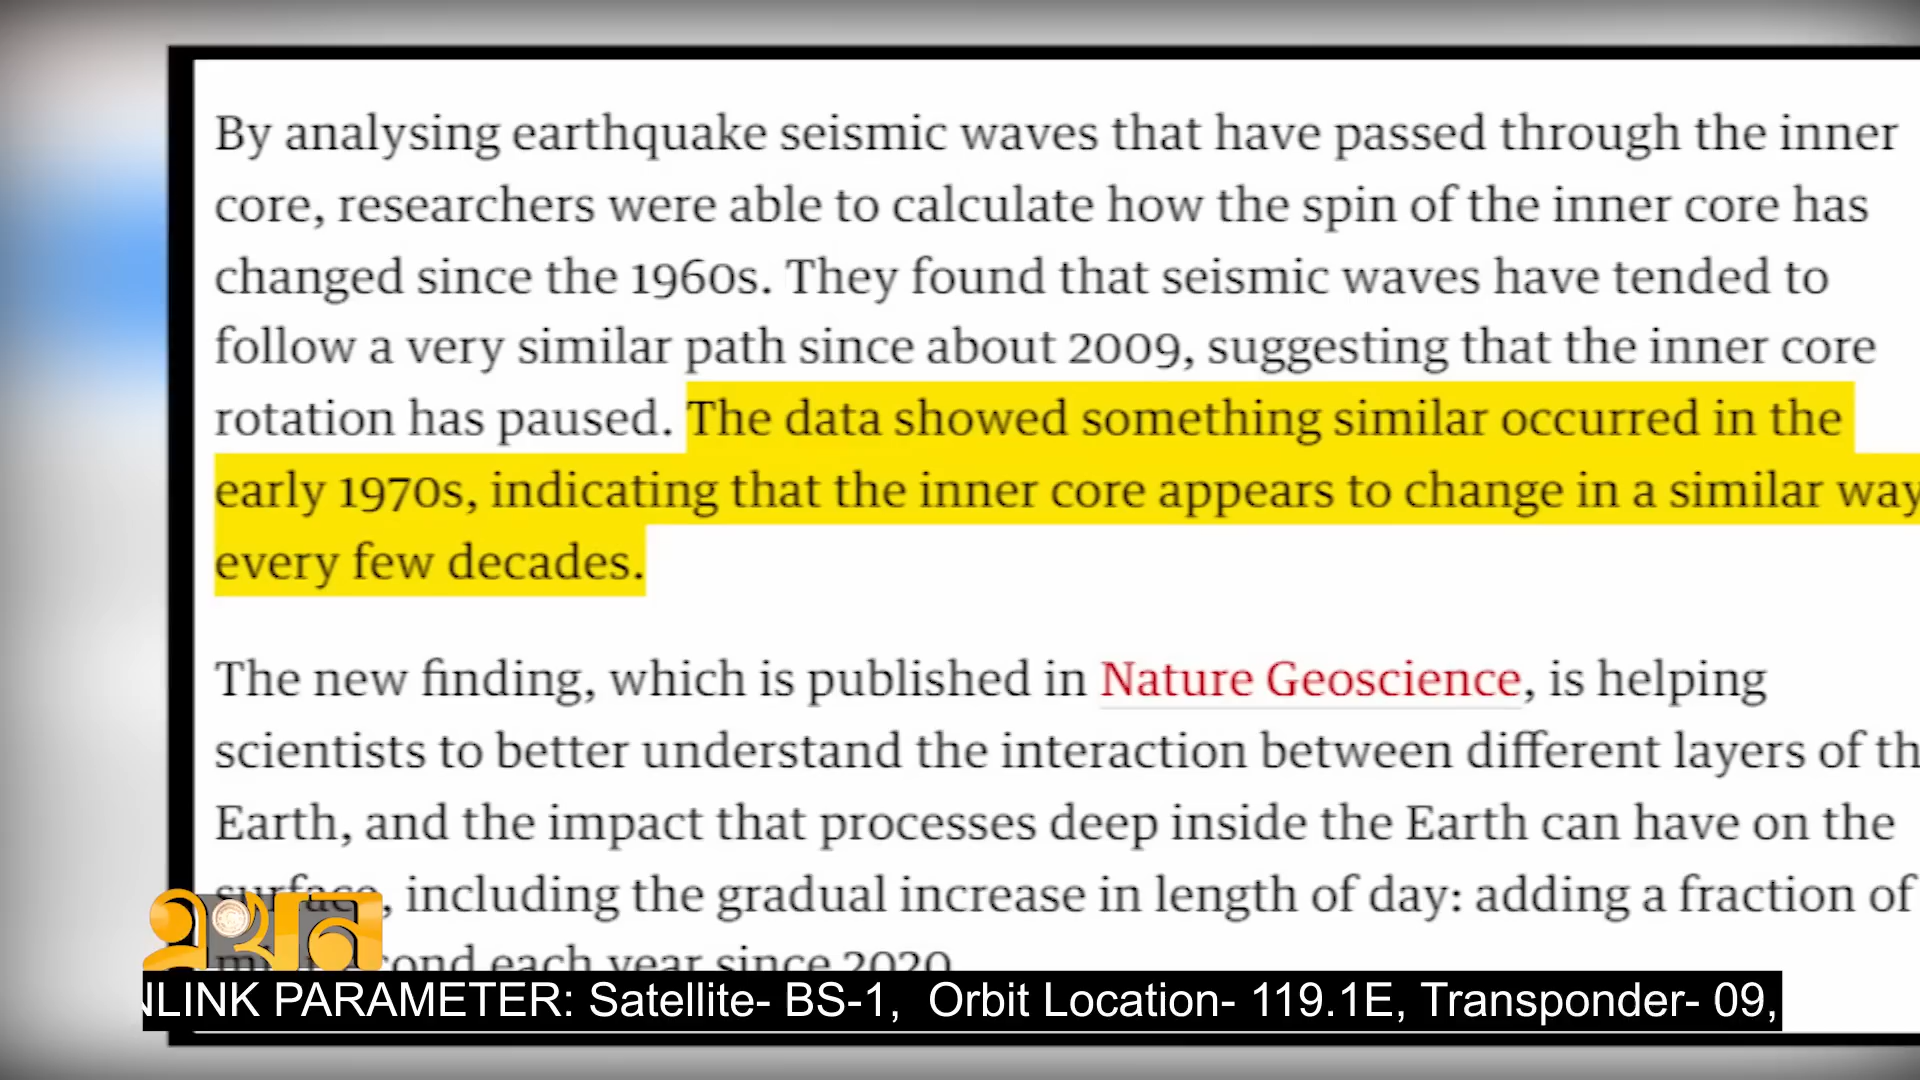 By analysing earthquake seismic waves that have passed through the inner
core, researchers were able to calculate how the spin of the inner core has
changed since the 1960s. They found that seismic waves have tended to
follow a very similar path since about 2009, suggesting that the inner core
rotation has paused. The data showed something similar occurred in the
early 1970s, indicating that the inner core appears to change in a similar way
every few decades.
The new finding, which is published in Nature Geoscience, is helping
scientists to better understand the interaction between different layers of th
Earth, and the impact that processes deep inside the Earth can have on the
surface, including the gradual increase in length of day: adding a fraction of
each year since 2020
এখন
NLINK PARAMETER: Satellite- BS-1, Orbit Location- 119.1E, Transponder- 09,